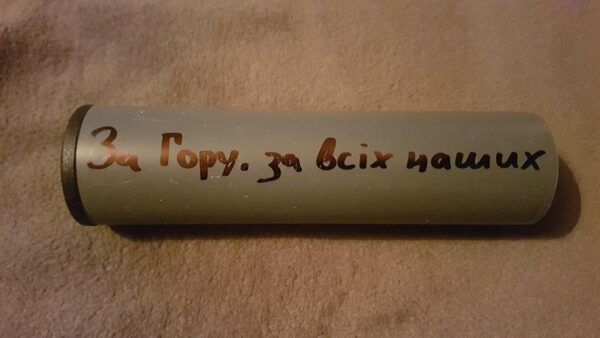 За Гору. за всіх наших